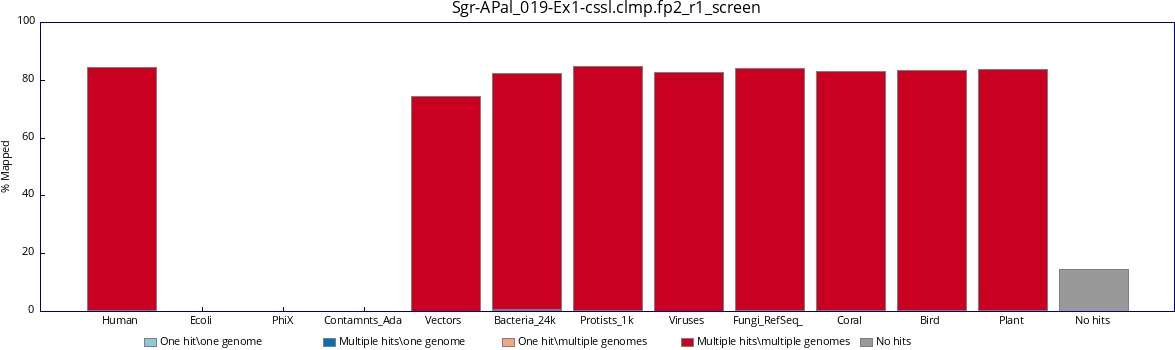 Sgr-APal_019-Ex1-cssl.clmp.fp2_r1_screen
100
80
60
40
20
0
% Mapped
Human Ecoli PhiX Contamnts_Ada Vectors Bacteria_24k Protists_1k Viruses Fungi_RefSeq_ Coral Bird Plant No hits
One hit\one genome Multiple hits\one genome One hit\multiple genomes Multiple hits\multiple genomes No hits